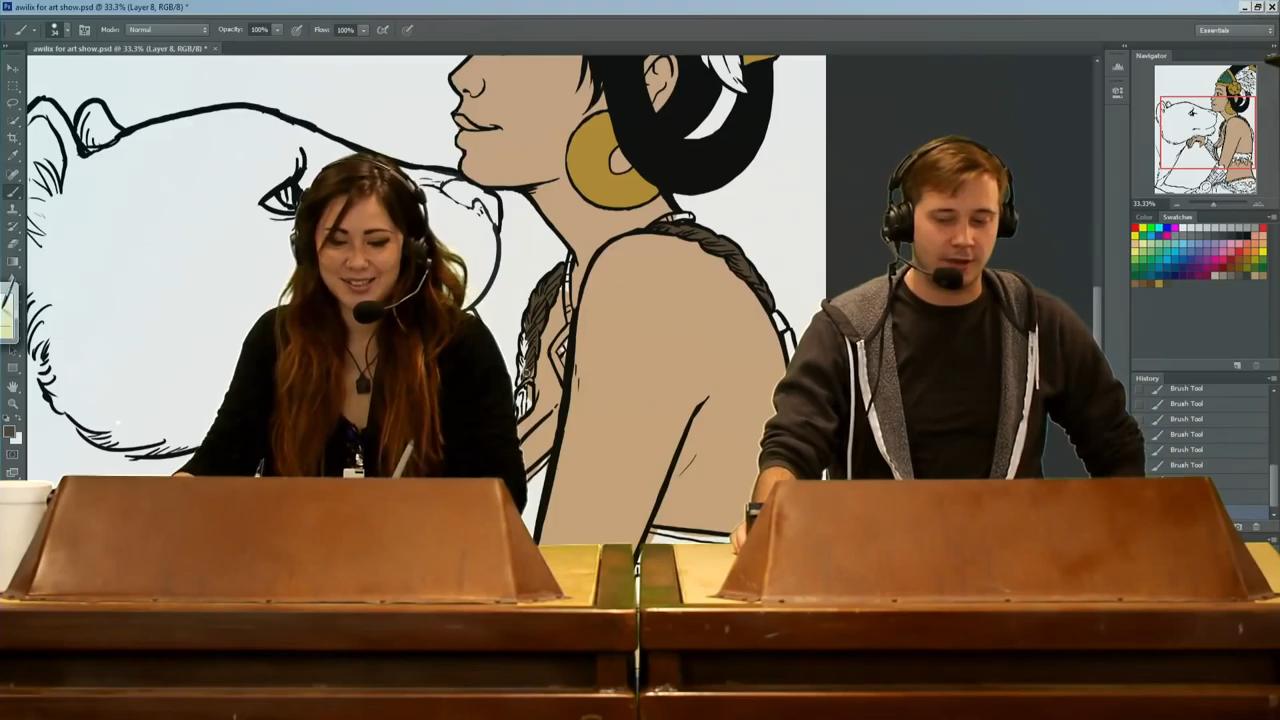 awilix for art show.psd @ 33.3% (Layer 8, RGB/8) *
34
Mode: Normal
Opacity: 100%
Flow: 100%
Essentials
awilix for art show.psd @ 33.3% (Layer 8, RGB/8) * ×
Navigator
33.33%
Color
Swatches
History
Brush Tool
Brush Tool
Brush Tool
Brush Tool
Brush Tool
Brush Tool